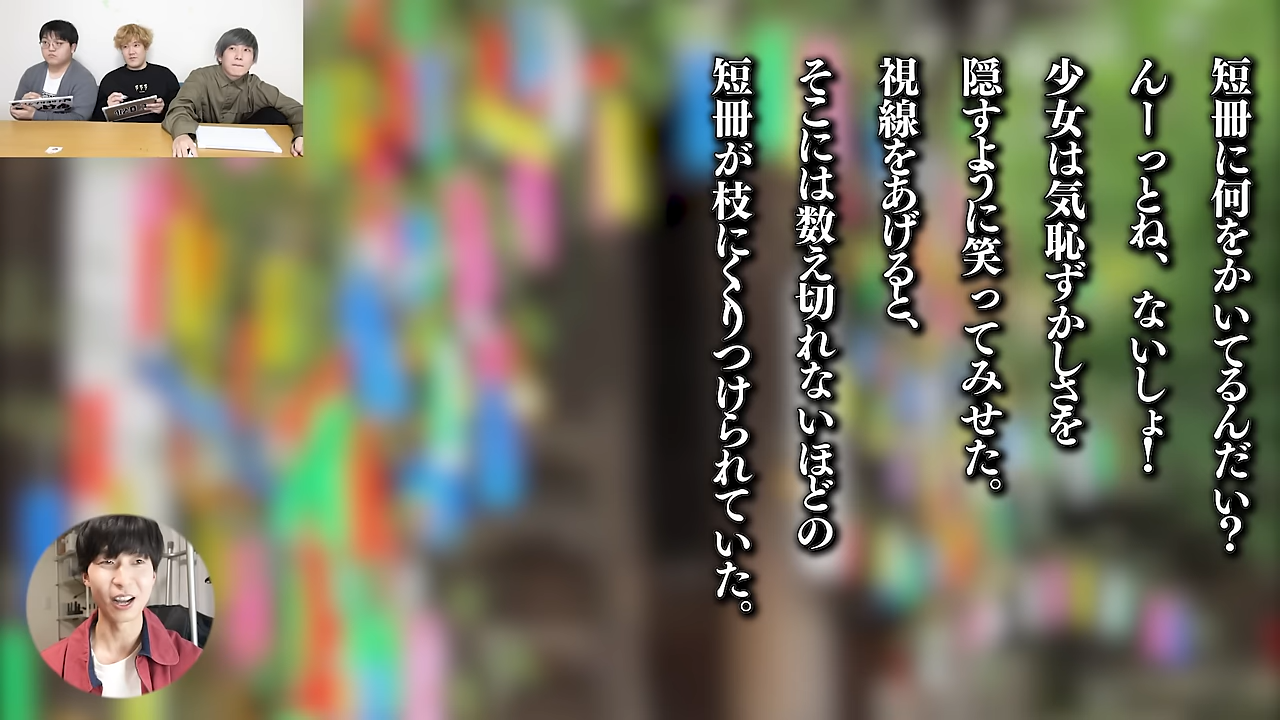 短冊に何をかいてるんだい?
んーっとね、ないしょ!
少女は気恥ずかしさを
隠すように笑ってみせた。
視線をあげると、
そこには数え切れないほどの
短冊が枝にくくりつけられていた。